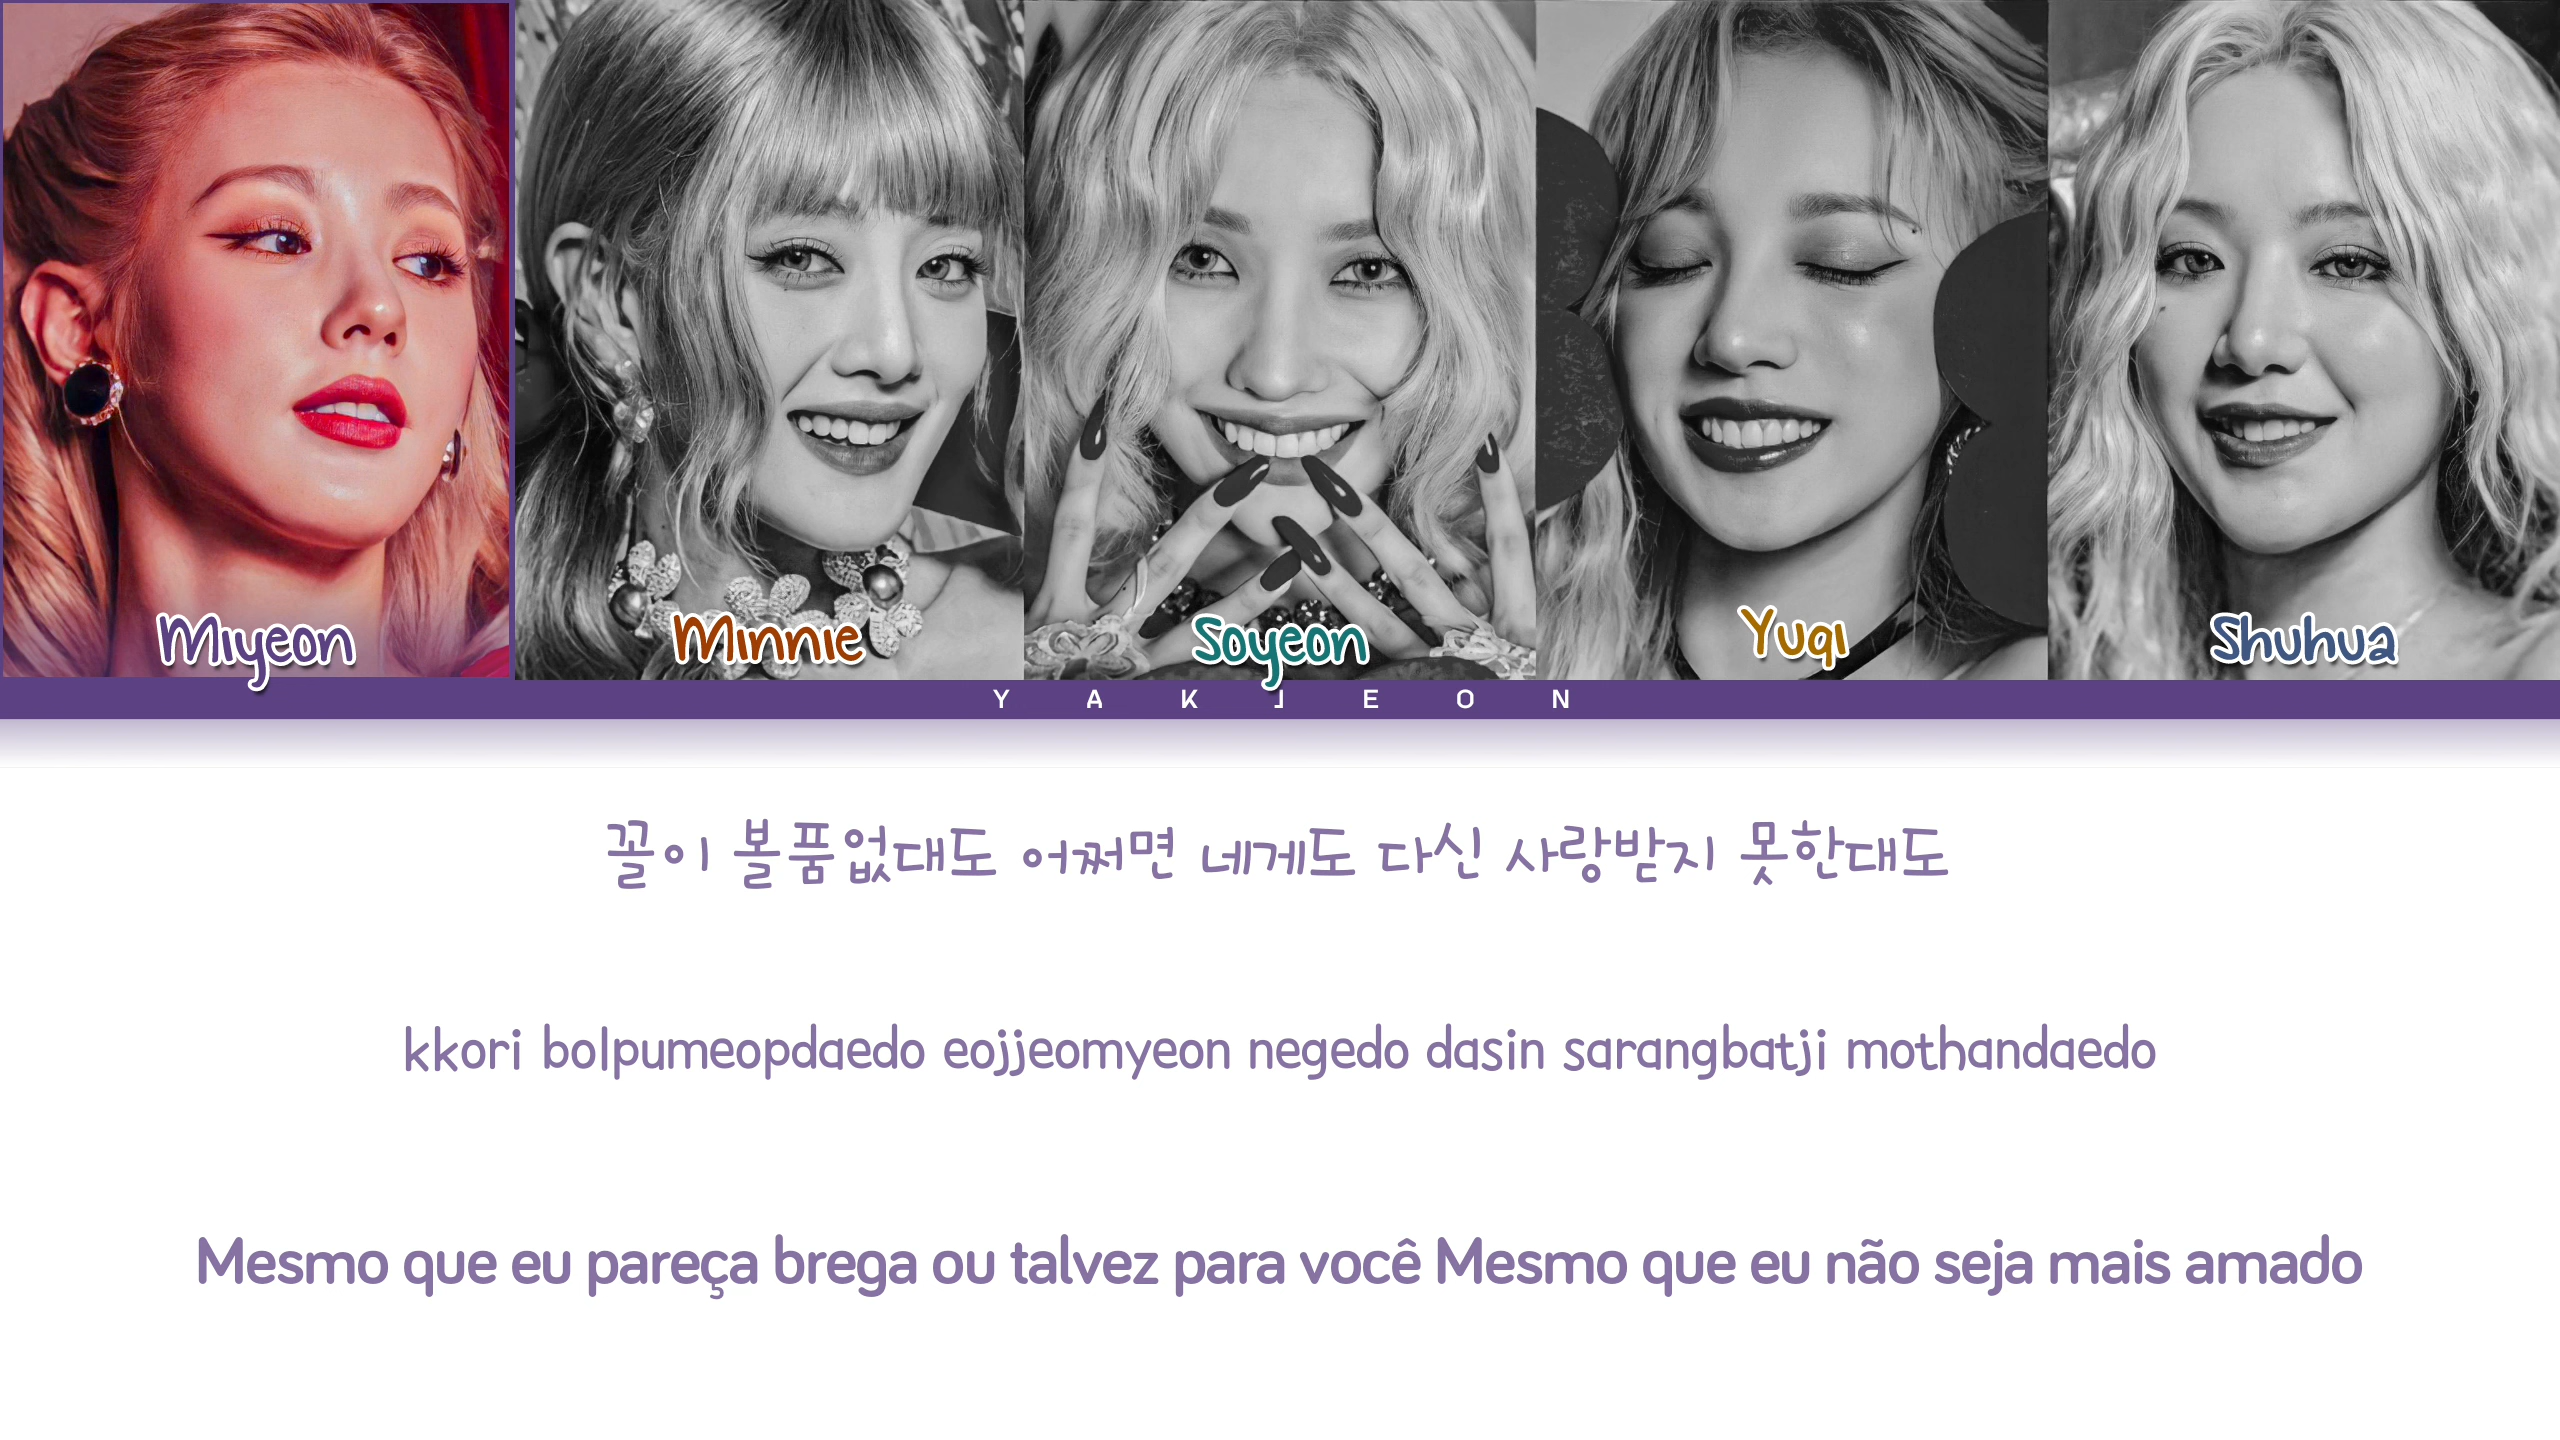 Miyeon Minnie Soyeon Yuqi Shuhua
YAKJEON
꼴이 볼품없대도 어쩌면 네게도 다신 사랑받지 못한대도
kkori bolpumeopdaedo eojjeomyeon negedo dasin sarangbatji mothandaedo
Mesmo que eu pareça brega ou talvez para você Mesmo que eu não seja mais amado